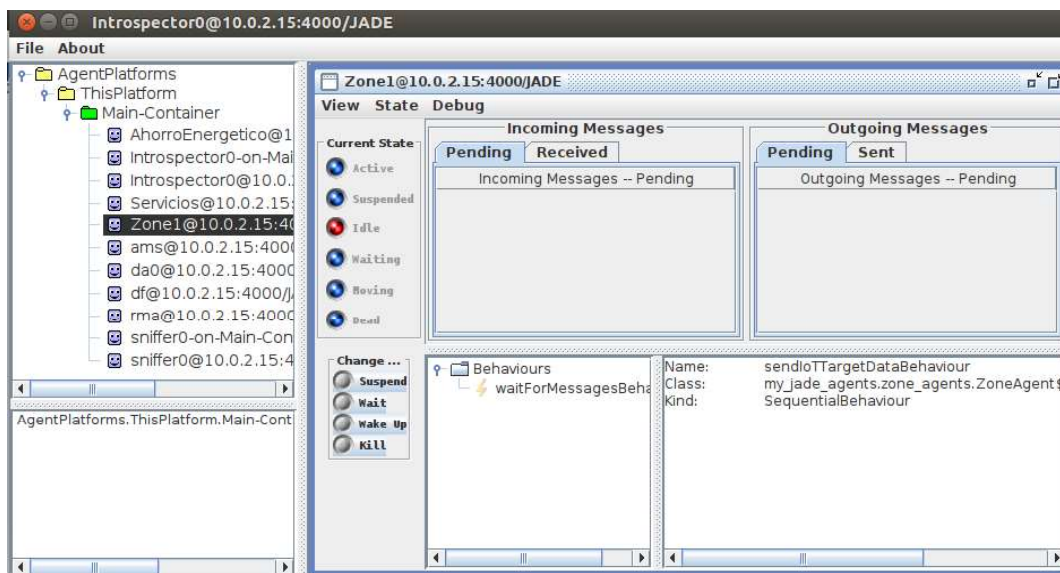 Introspector0@10.0.2.15:4000/JADE
File About
AgentPlatforms
ThisPlatform
Main-Container
AhorroEnergetico@1
Introspector0-on-Mai
Introspector0@10.0.
Servicios@10.0.2.15:
Zone1@10.0.2.15:40
ams@10.0.2.15:4000
da0@10.0.2.15:4000
df@10.0.2.15:4000/J
rma@10.0.2.15:4000
sniffer0-on-Main-Con
sniffer0@10.0.2.15:4
AgentPlatforms.ThisPlatform.Main-Cont
Zone1@10.0.2.15:4000/JADE
View State Debug
Current State
Active
Suspended
Idle
Waiting
Moving
Dead
Incoming Messages
Pending Received
Incoming Messages -- Pending
Outgoing Messages
Pending Sent
Outgoing Messages -- Pending
Change ...
Suspend
Wait
Wake Up
Kill
Behaviours
waitForMessagesBeha
Name: sendIoTTargetDataBehaviour
Class: my_jade_agents.zone_agents.ZoneAgent$
Kind: SequentialBehaviour